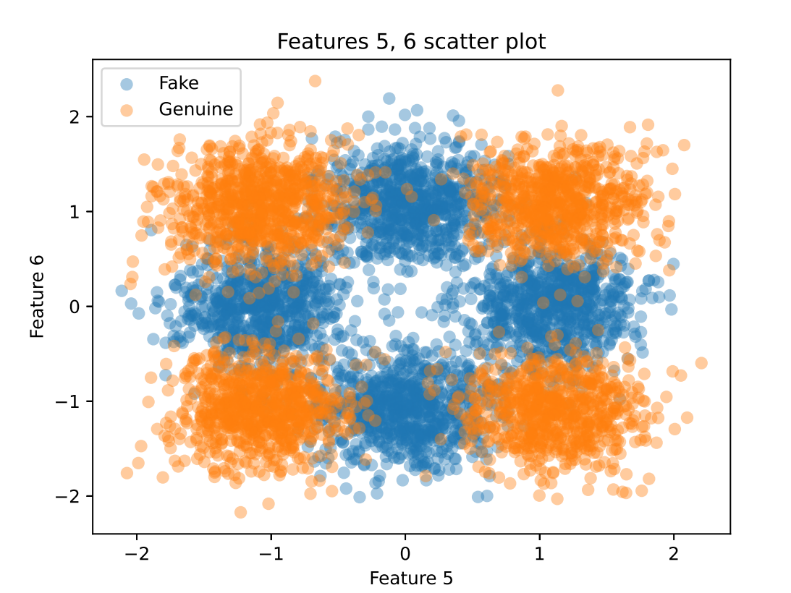 Features 5, 6 scatter plot
Fake
Genuine
2
1
0
−1
−2
Feature 6
−2
−1
0
1
2
Feature 5